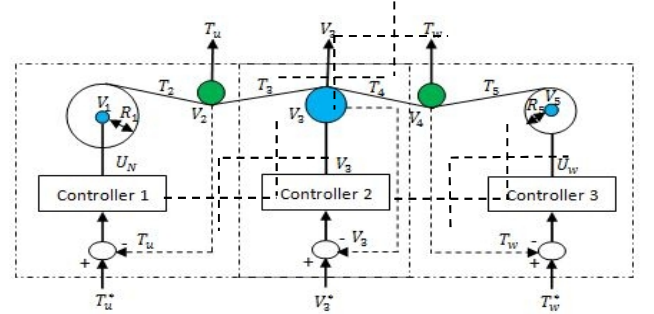 T_u V_3 T_w
T_2 T_3 T_4 T_5
V_1 R_1 V_2 V_3 V_4 R_5 V_5
U_N V_3 U_w
Controller 1 Controller 2 Controller 3
- T_u - V_3 T_w -
+ + +
T_u^* V_3^* T_w^*